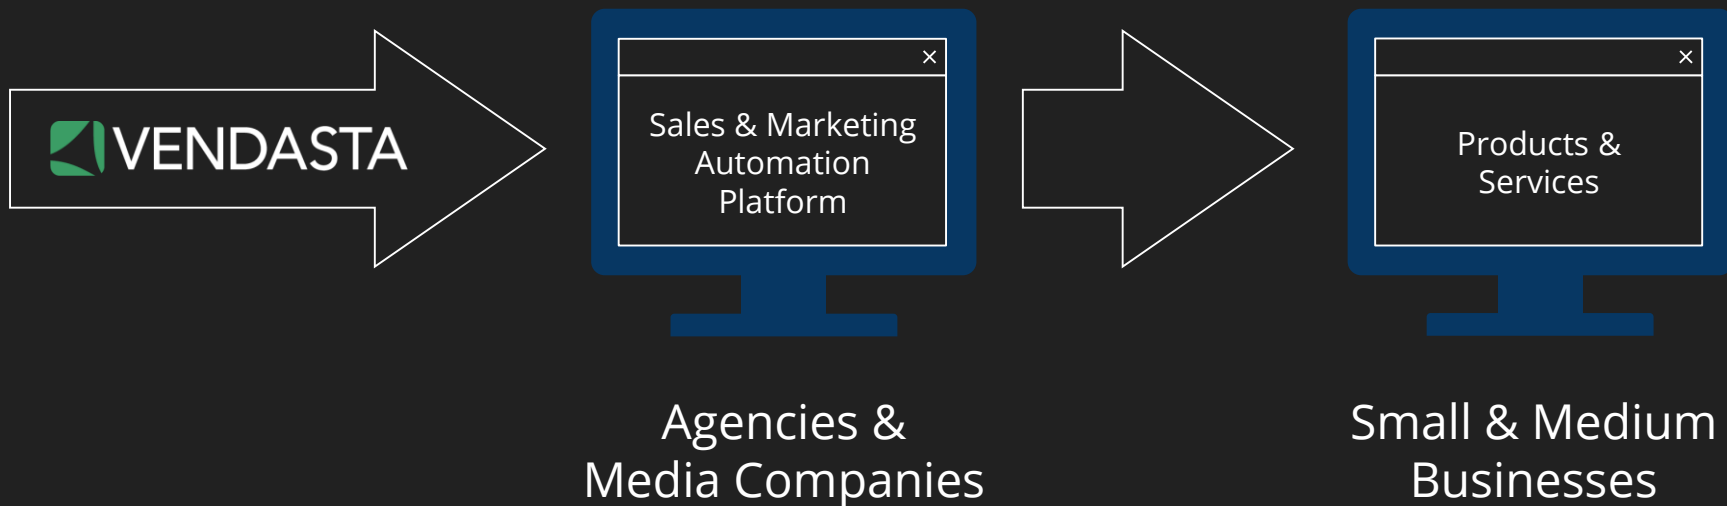 VENDASTA
Sales & Marketing
Automation
Platform
Products &
Services
Agencies &
Media Companies
Small & Medium
Businesses